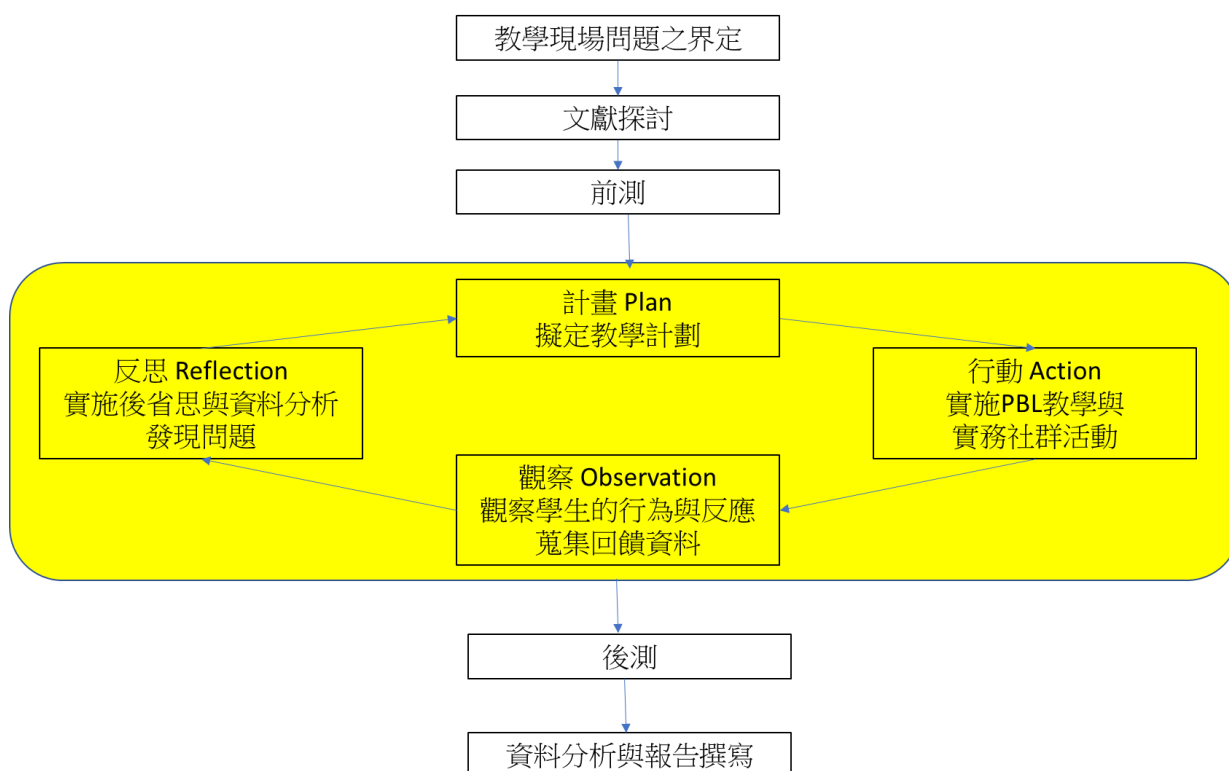 教學現場問題之界定
文獻探討
前測
計畫 Plan
擬定教學計劃
反思 Reflection
實施後省思與資料分析
發現問題
行動 Action
實施PBL教學與
實務社群活動
觀察 Observation
觀察學生的行為與反應
蒐集回饋資料
後測
資料分析與報告撰寫